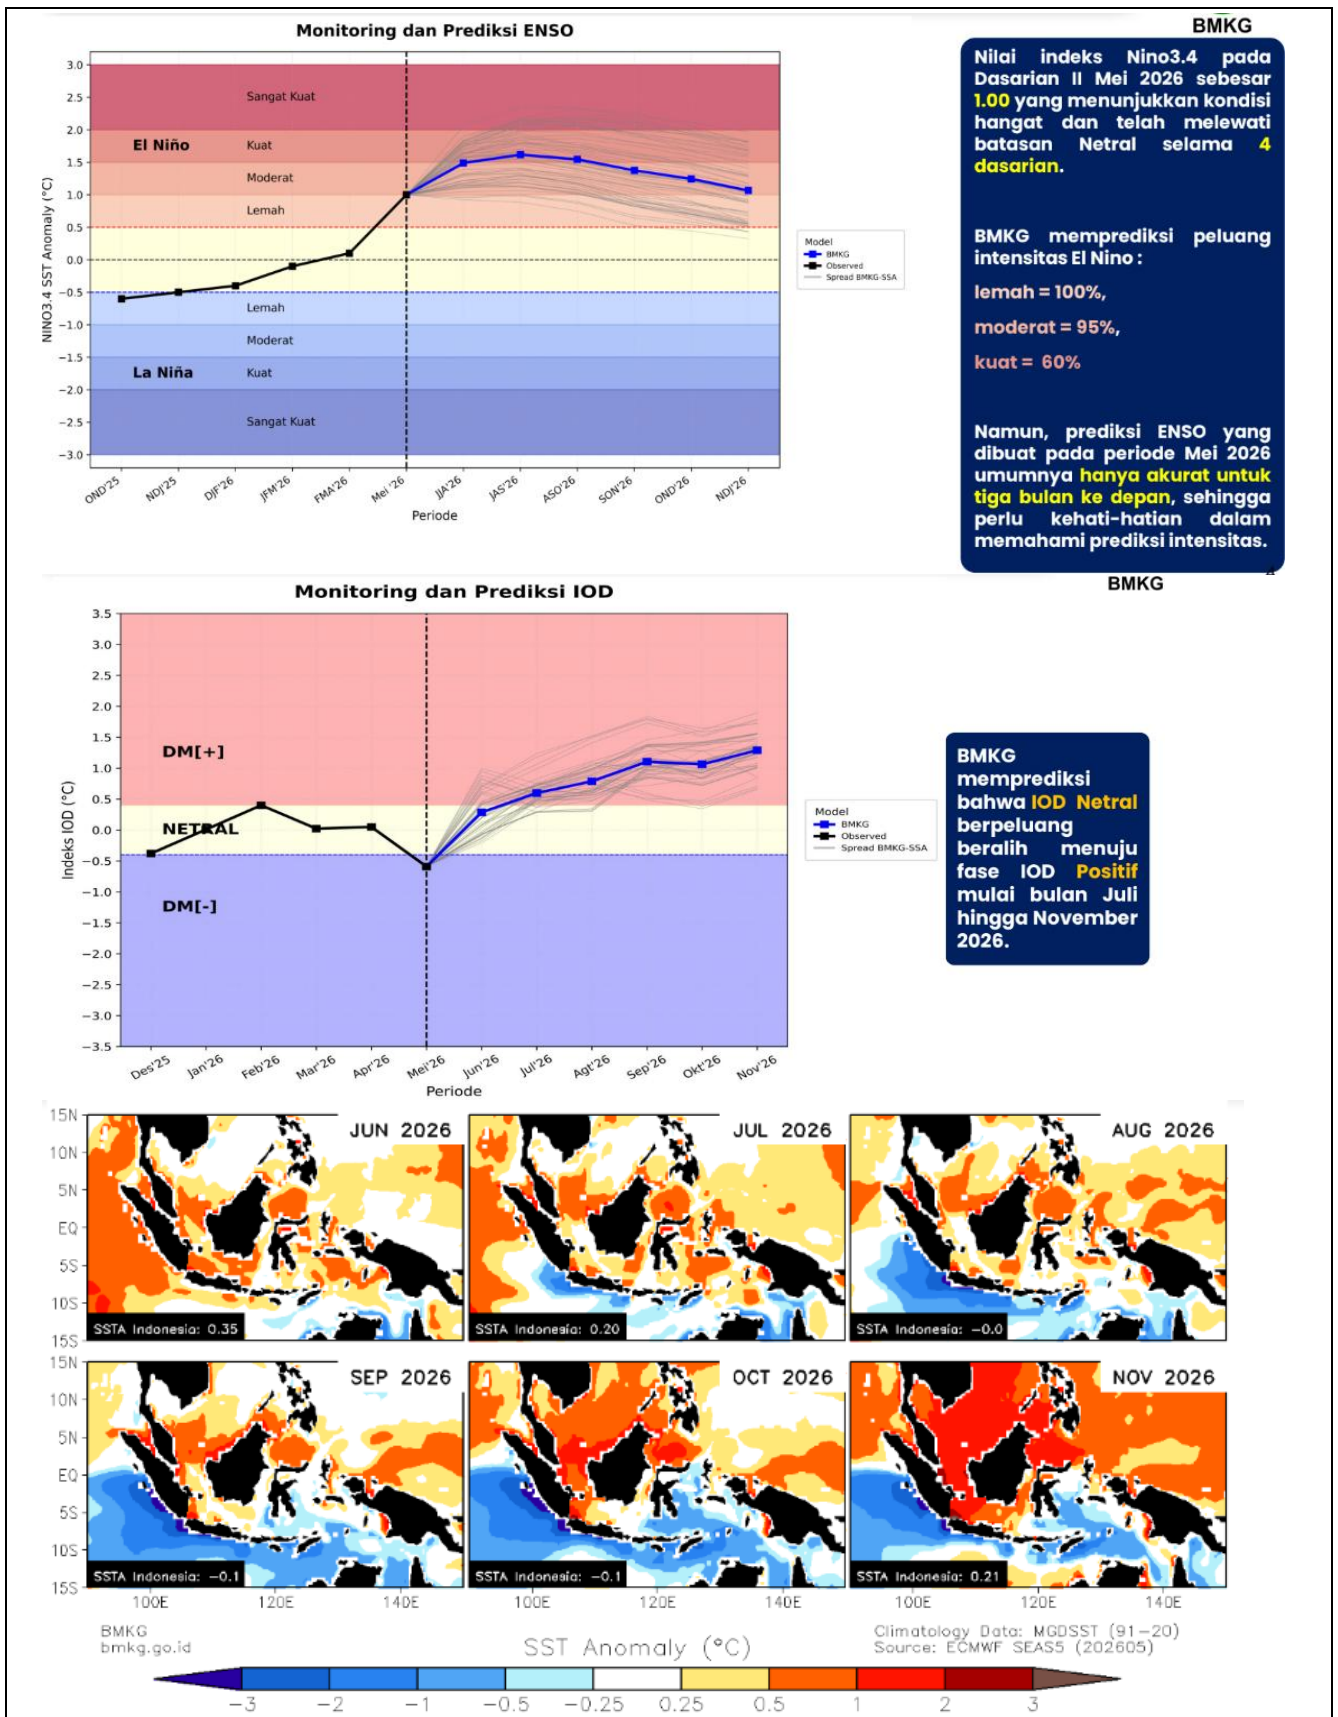 BMKG
Monitoring dan Prediksi ENSO
NINO3.4 SST Anomaly (°C)
3.0
2.5
2.0
1.5
1.0
0.5
0.0
−0.5
−1.0
−1.5
−2.0
−2.5
−3.0
Sangat Kuat
El Niño
Kuat
Moderat
Lemah
Lemah
Moderat
La Niña
Kuat
Sangat Kuat
OND'25
NDJ'25
DJF'26
JFM'26
FMA'26
Mei '26
JJA'26
JAS'26
ASO'26
SON'26
OND'26
NDJ'26
Periode
Model
BMKG
Observed
Spread BMKG-SSA
Nilai indeks Nino3.4 pada
Dasarian II Mei 2026 sebesar
1.00 yang menunjukkan kondisi
hangat dan telah melewati
batasan Netral selama 4
dasarian.
BMKG memprediksi peluang
intensitas El Nino :
lemah = 100%,
moderat = 95%,
kuat = 60%
Namun, prediksi ENSO yang
dibuat pada periode Mei 2026
umumnya hanya akurat untuk
tiga bulan ke depan, sehingga
perlu kehati-hatian dalam
memahami prediksi intensitas.
4
BMKG
Monitoring dan Prediksi IOD
Indeks IOD (°C)
3.5
3.0
2.5
2.0
1.5
1.0
0.5
0.0
−0.5
−1.0
−1.5
−2.0
−2.5
−3.0
−3.5
DM[+]
NETRAL
DM[-]
Des'25
Jan'26
Feb'26
Mar'26
Apr'26
Mei'26
Jun'26
Jul'26
Agt'26
Sep'26
Okt'26
Nov'26
Periode
Model
BMKG
Observed
Spread BMKG-SSA
BMKG
memprediksi
bahwa IOD Netral
berpeluang
beralih menuju
fase IOD Positif
mulai bulan Juli
hingga November
2026.
15N
10N
5N
EQ
5S
10S
15S
JUN 2026
SSTA Indonesia: 0.35
JUL 2026
SSTA Indonesia: 0.20
AUG 2026
SSTA Indonesia: −0.0
15N
10N
5N
EQ
5S
10S
15S
SEP 2026
SSTA Indonesia: −0.1
OCT 2026
SSTA Indonesia: −0.1
NOV 2026
SSTA Indonesia: 0.21
100E 120E 140E
100E 120E 140E
100E 120E 140E
BMKG
bmkg.go.id
SST Anomaly (°C)
Climatology Data: MGDSST (91−20)
Source: ECMWF SEAS5 (202605)
−3 −2 −1 −0.5 −0.25 0.25 0.5 1 2 3